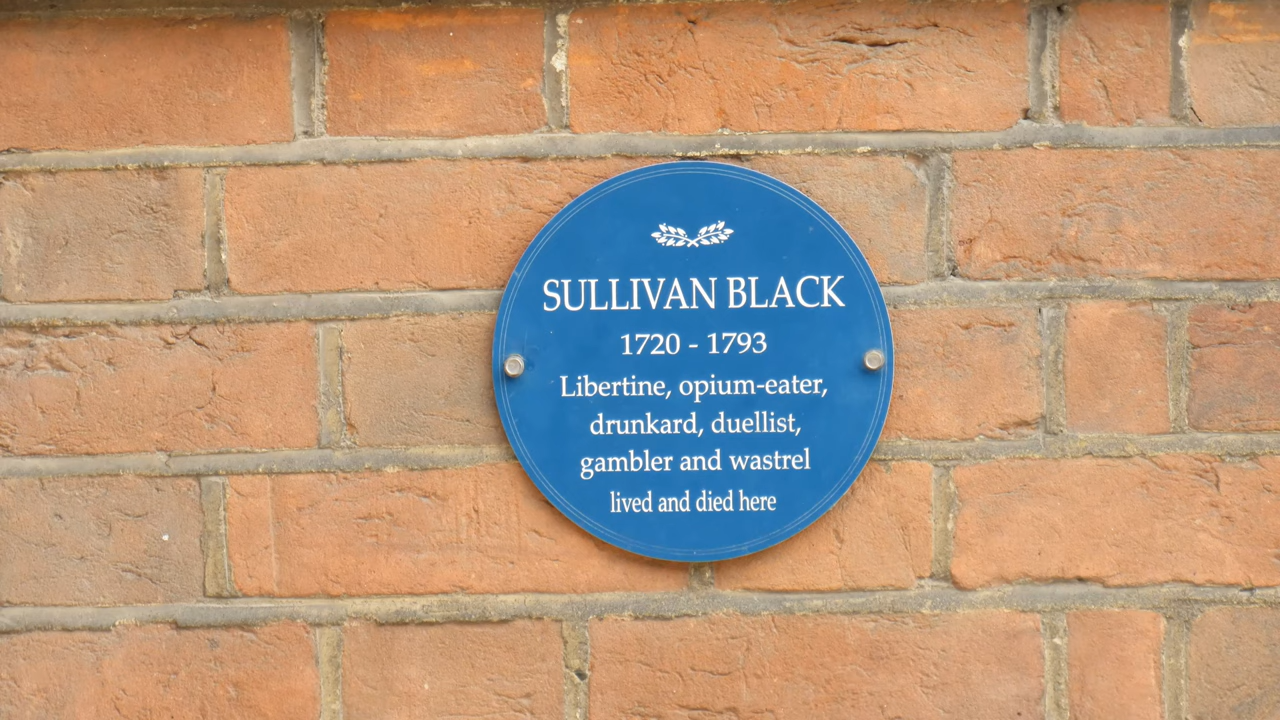 SULLIVAN BLACK
1720 - 1793
Libertine, opium-eater,
drunkard, duellist,
gambler and wastrel
lived and died here